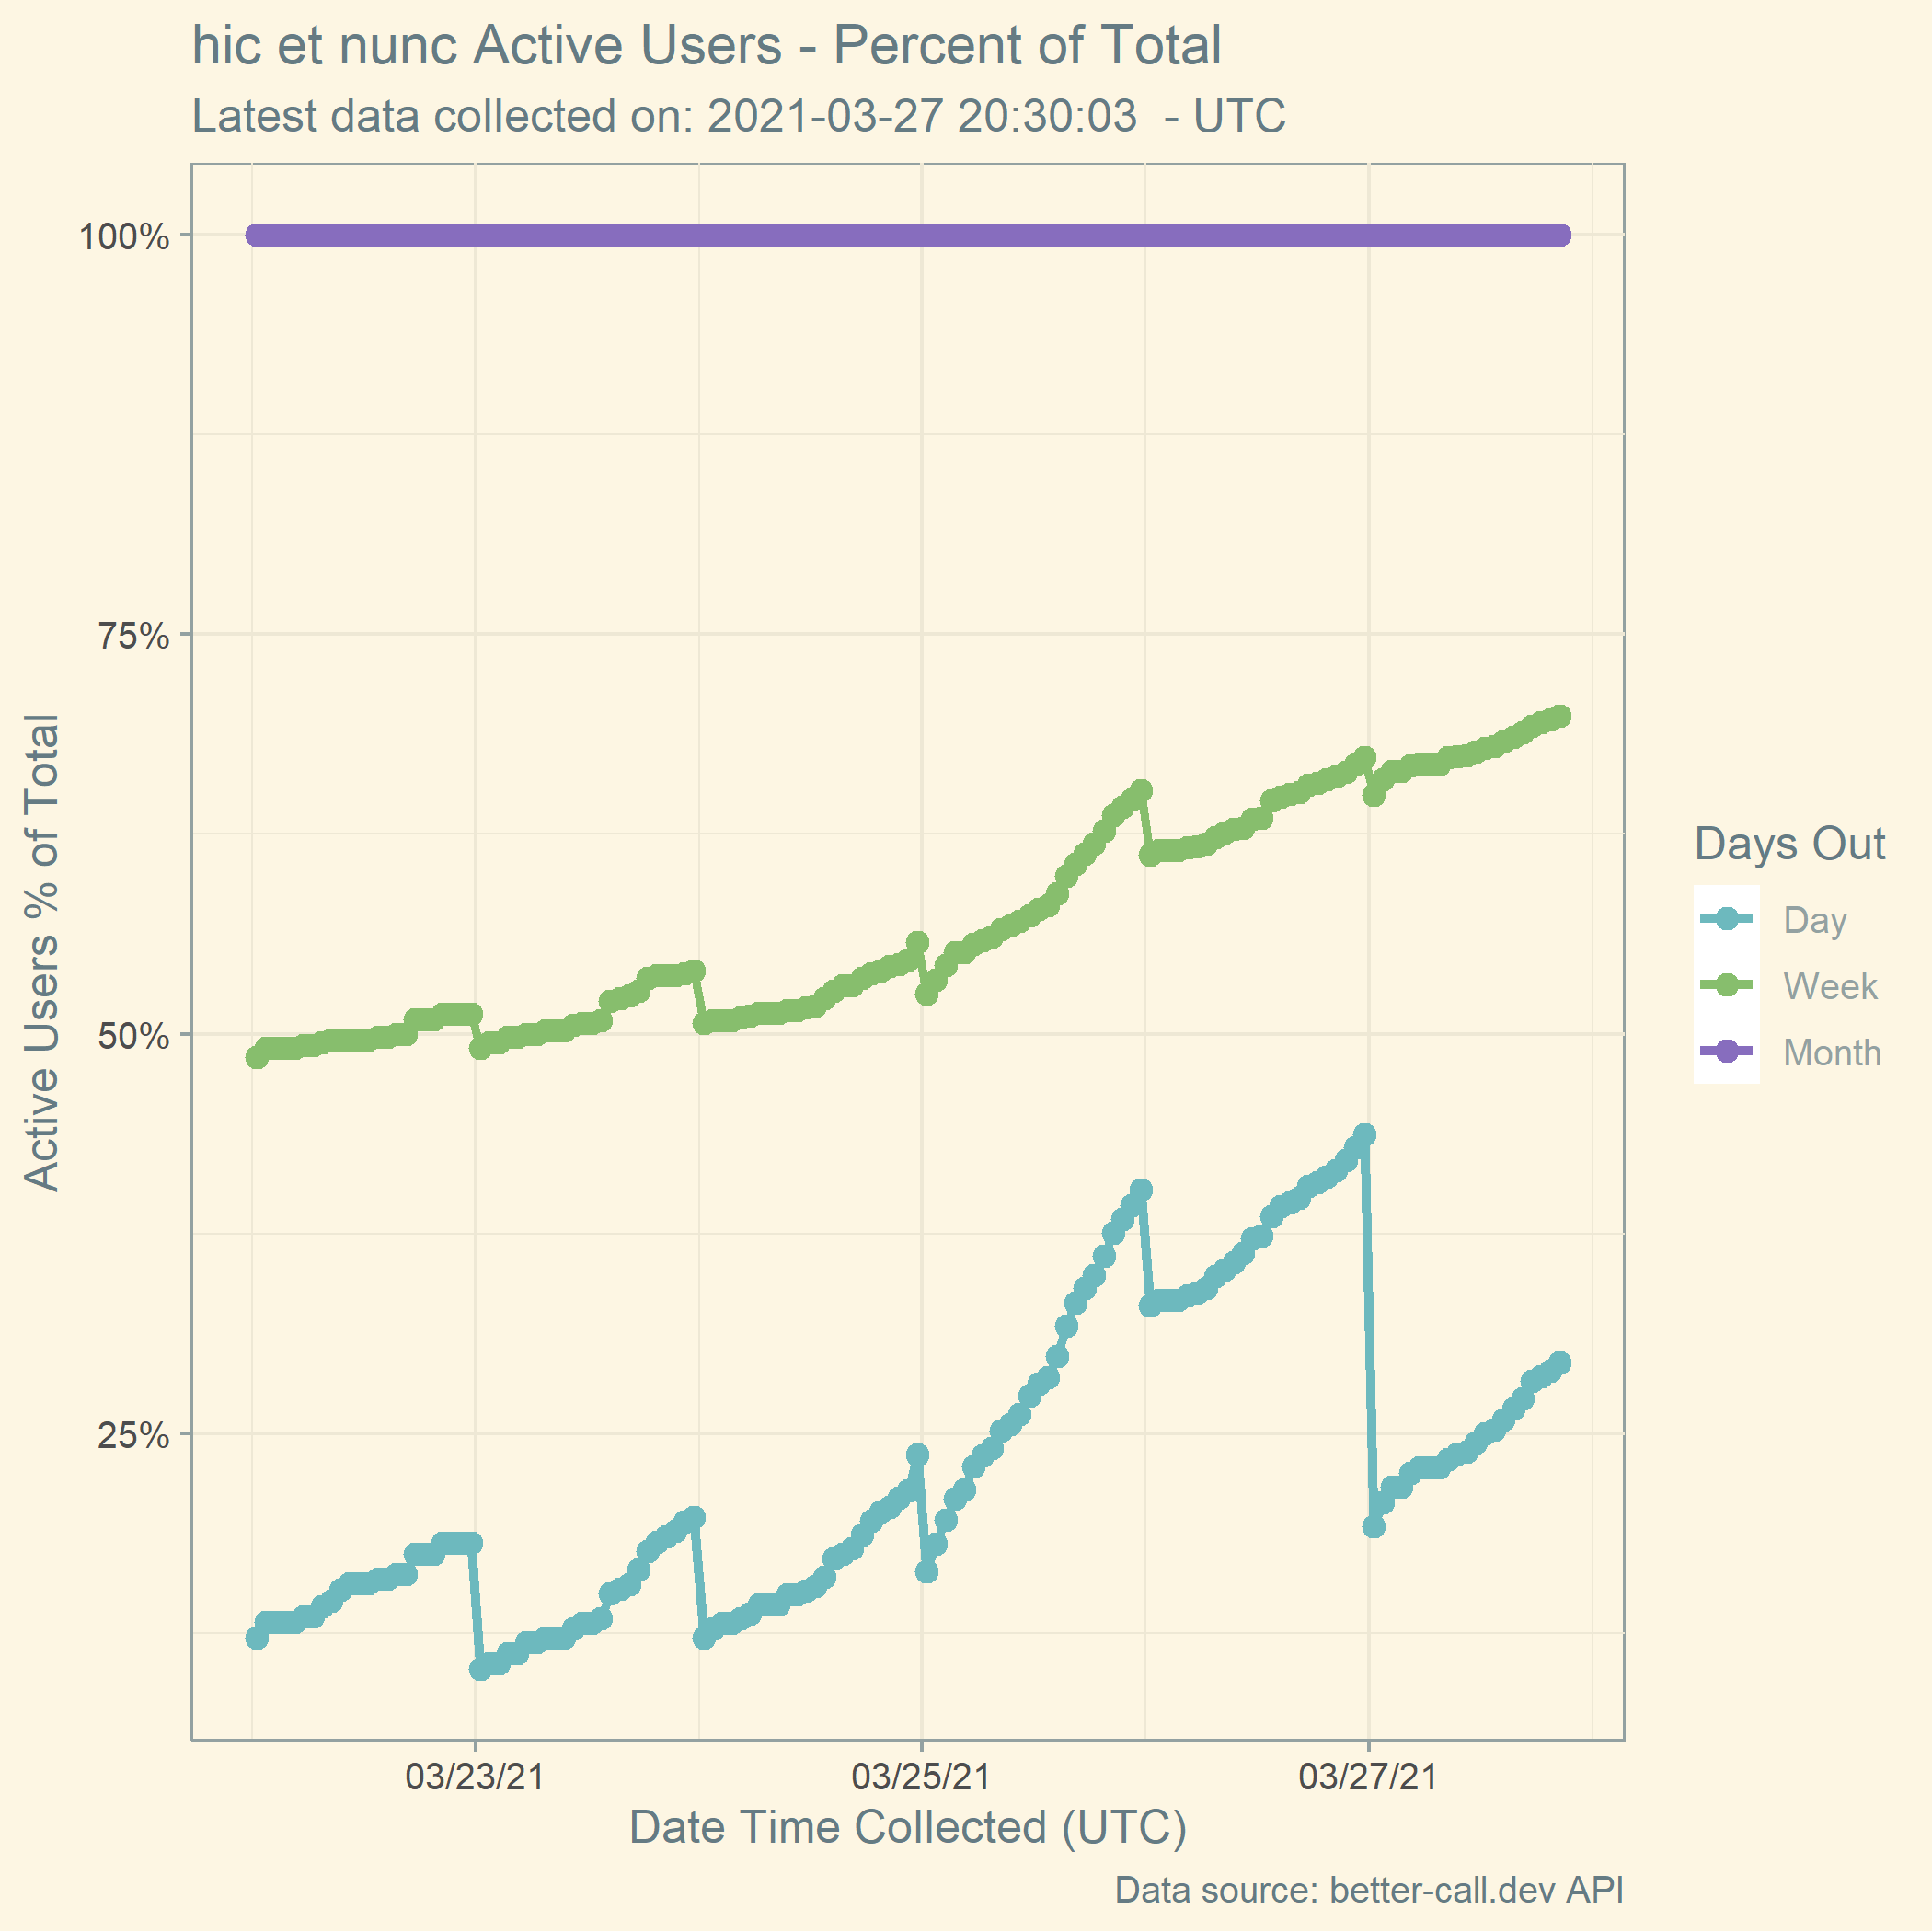 hic et nunc Active Users - Percent of Total
Latest data collected on: 2021-03-27 20:30:03  - UTC
Active Users % of Total
100%
75%
50%
25%
03/23/21
03/25/21
03/27/21
Date Time Collected (UTC)
Days Out
Day
Week
Month
Data source: better-call.dev API